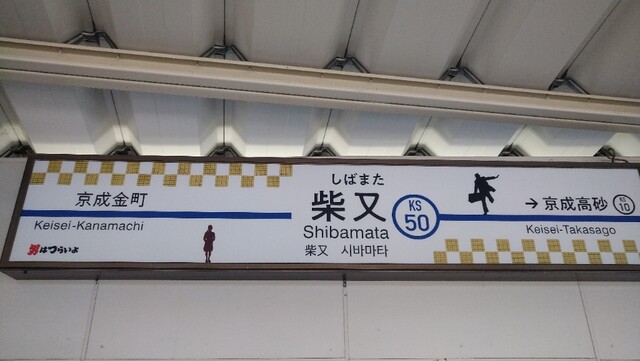 京成金町
Keisei-Kanamachi
男はつらいよ
しばまた
柴又
Shibamata
柴又 시바마타
KS
50
→ 京成高砂
Keisei-Takasago
KS
10